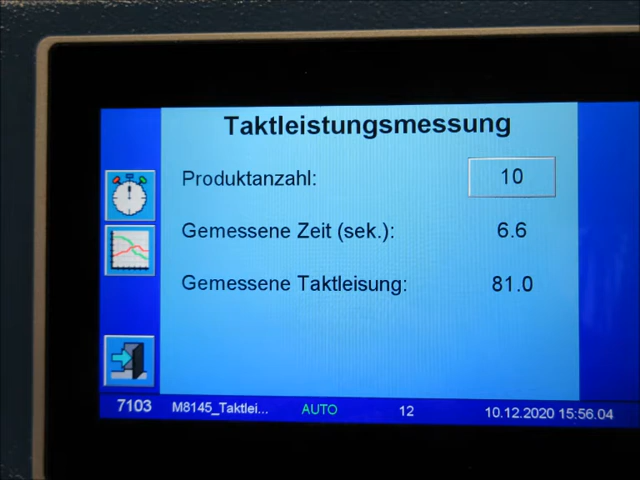 Taktleistungsmessung
Produktanzahl: 10
Gemessene Zeit (sek.): 6.6
Gemessene Taktleisung: 81.0
7103 M8145_Taktlei... AUTO 12 10.12.2020 15:56.04